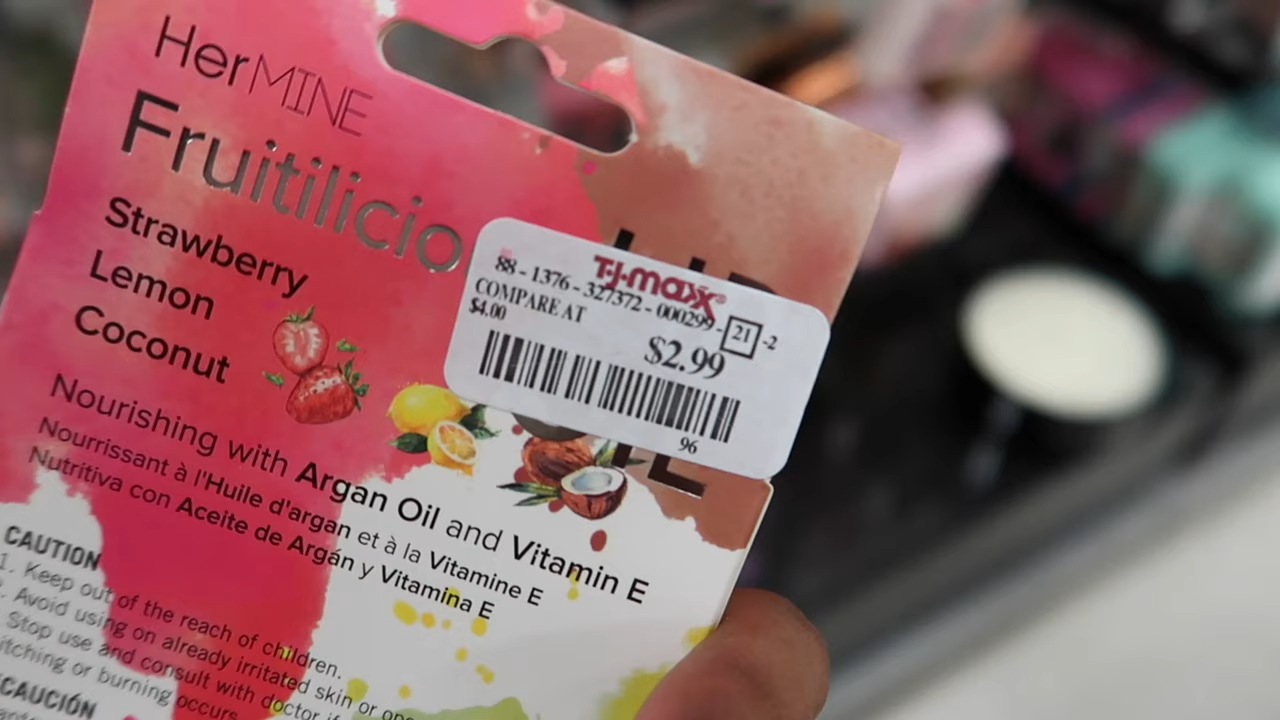 HerMINE
Fruitilicio
Strawberry
Lemon
Coconut
T·J·maxx®
88 - 1376 - 327372 - 000299 - 21 -2
COMPARE AT
$4.00
$2.99
96
Nourishing with Argan Oil and Vitamin E
Nourrissant à l'Huile d'argan et à la Vitamine E
Nutritiva con Aceite de Argán y Vitamina E
CAUTION
1. Keep out of the reach of children.
. Avoid using on already irritated skin or
Stop use and consult with doctor
itching or burning occurs
CAUCIÓN